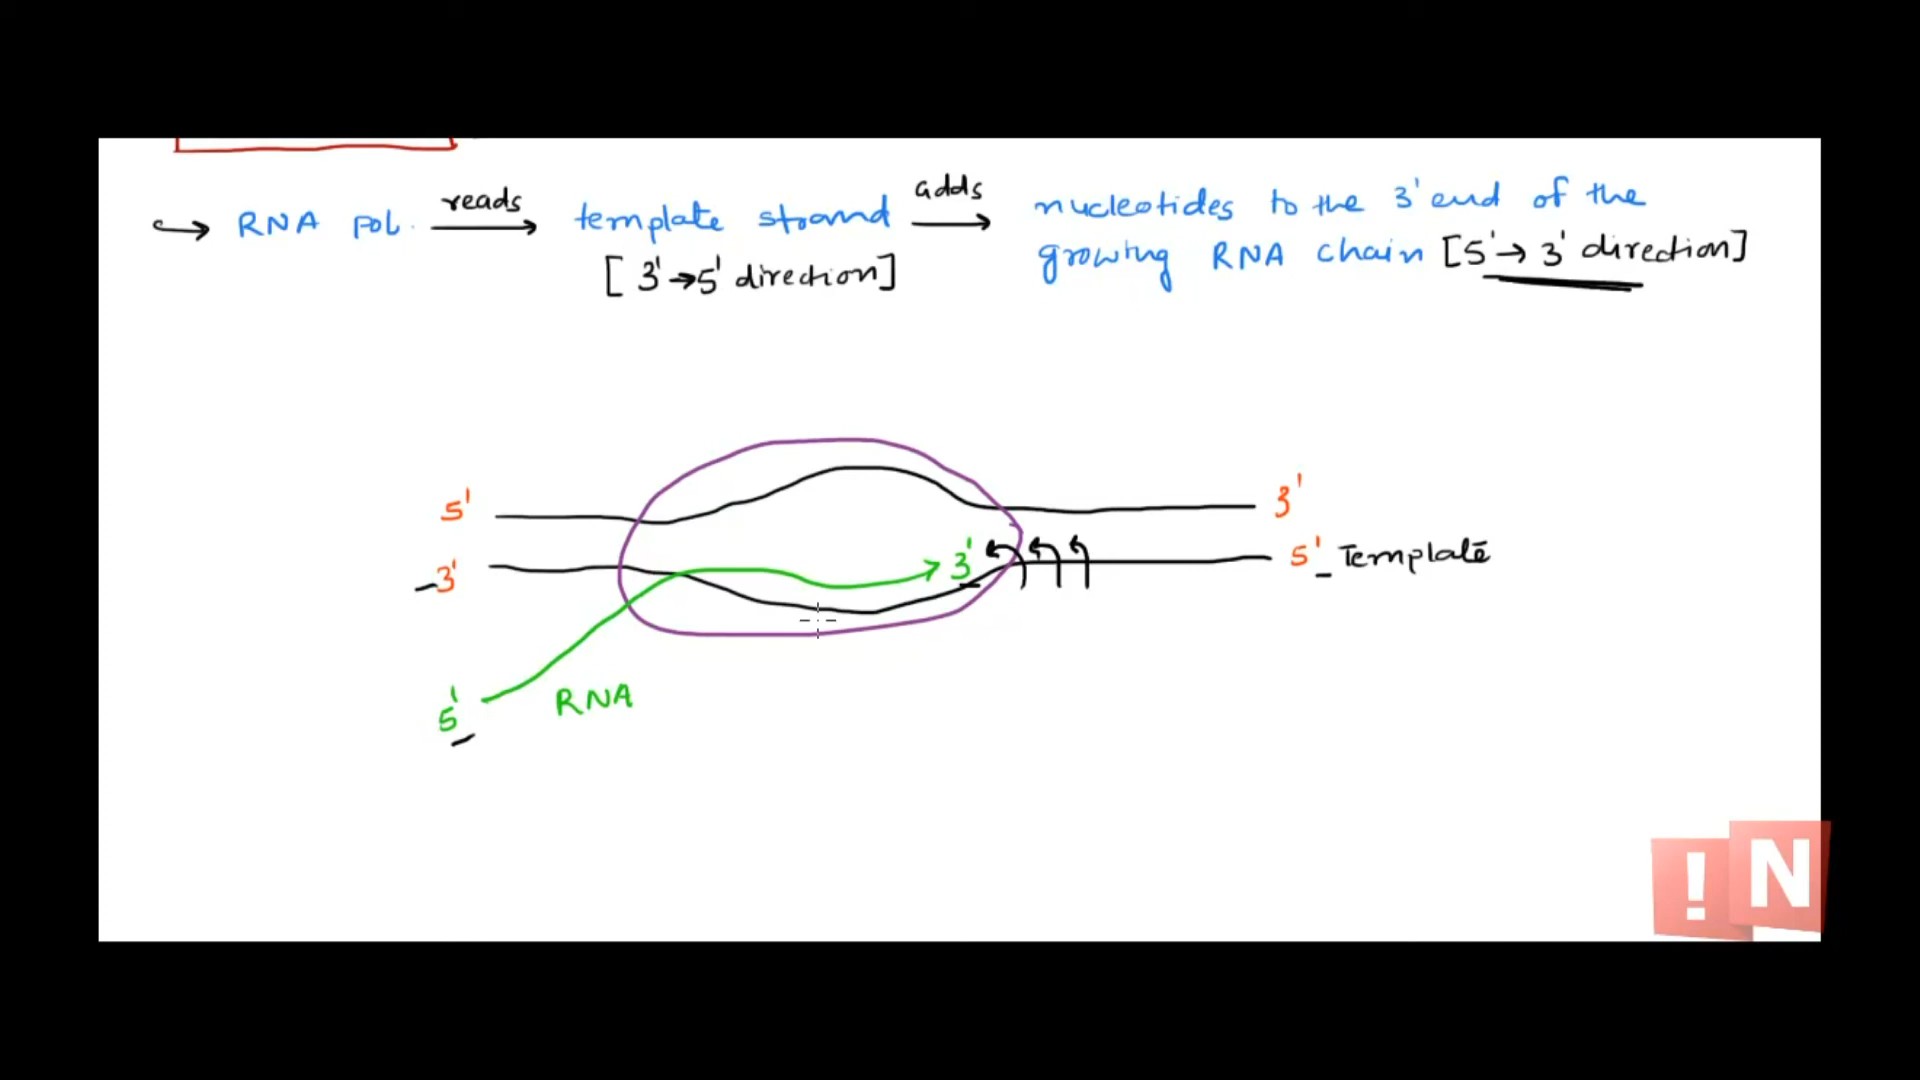 reads adds
↪ RNA pol. → template strand → nucleotides to the 3' end of the
[3'→5' direction] growing RNA chain [5'→3' direction]
5' 3'
3' 3' 5' Template
5' RNA
!N